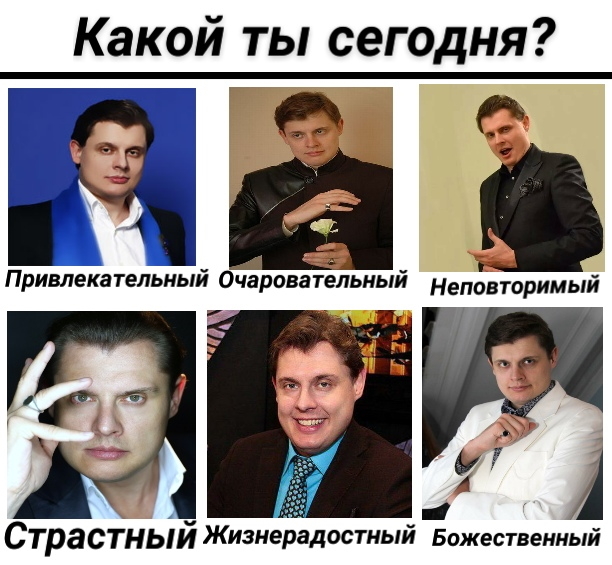 Какой ты сегодня?
Привлекательный Очаровательный Неповторимый
Страстный Жизнерадостный Божественный